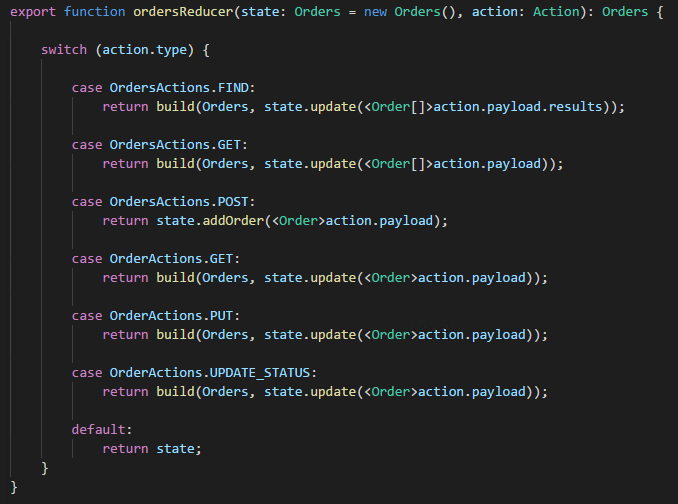 export function ordersReducer(state: Orders = new Orders(), action: Action): Orders {
switch (action.type) {
case OrdersActions.FIND:
return build(Orders, state.update(<Order[]>action.payload.results));
case OrdersActions.GET:
return build(Orders, state.update(<Order[]>action.payload));
case OrdersActions.POST:
return state.addOrder(<Order>action.payload);
case OrderActions.GET:
return build(Orders, state.update(<Order>action.payload));
case OrderActions.PUT:
return build(Orders, state.update(<Order>action.payload));
case OrderActions.UPDATE_STATUS:
return build(Orders, state.update(<Order>action.payload));
default:
return state;
}
}